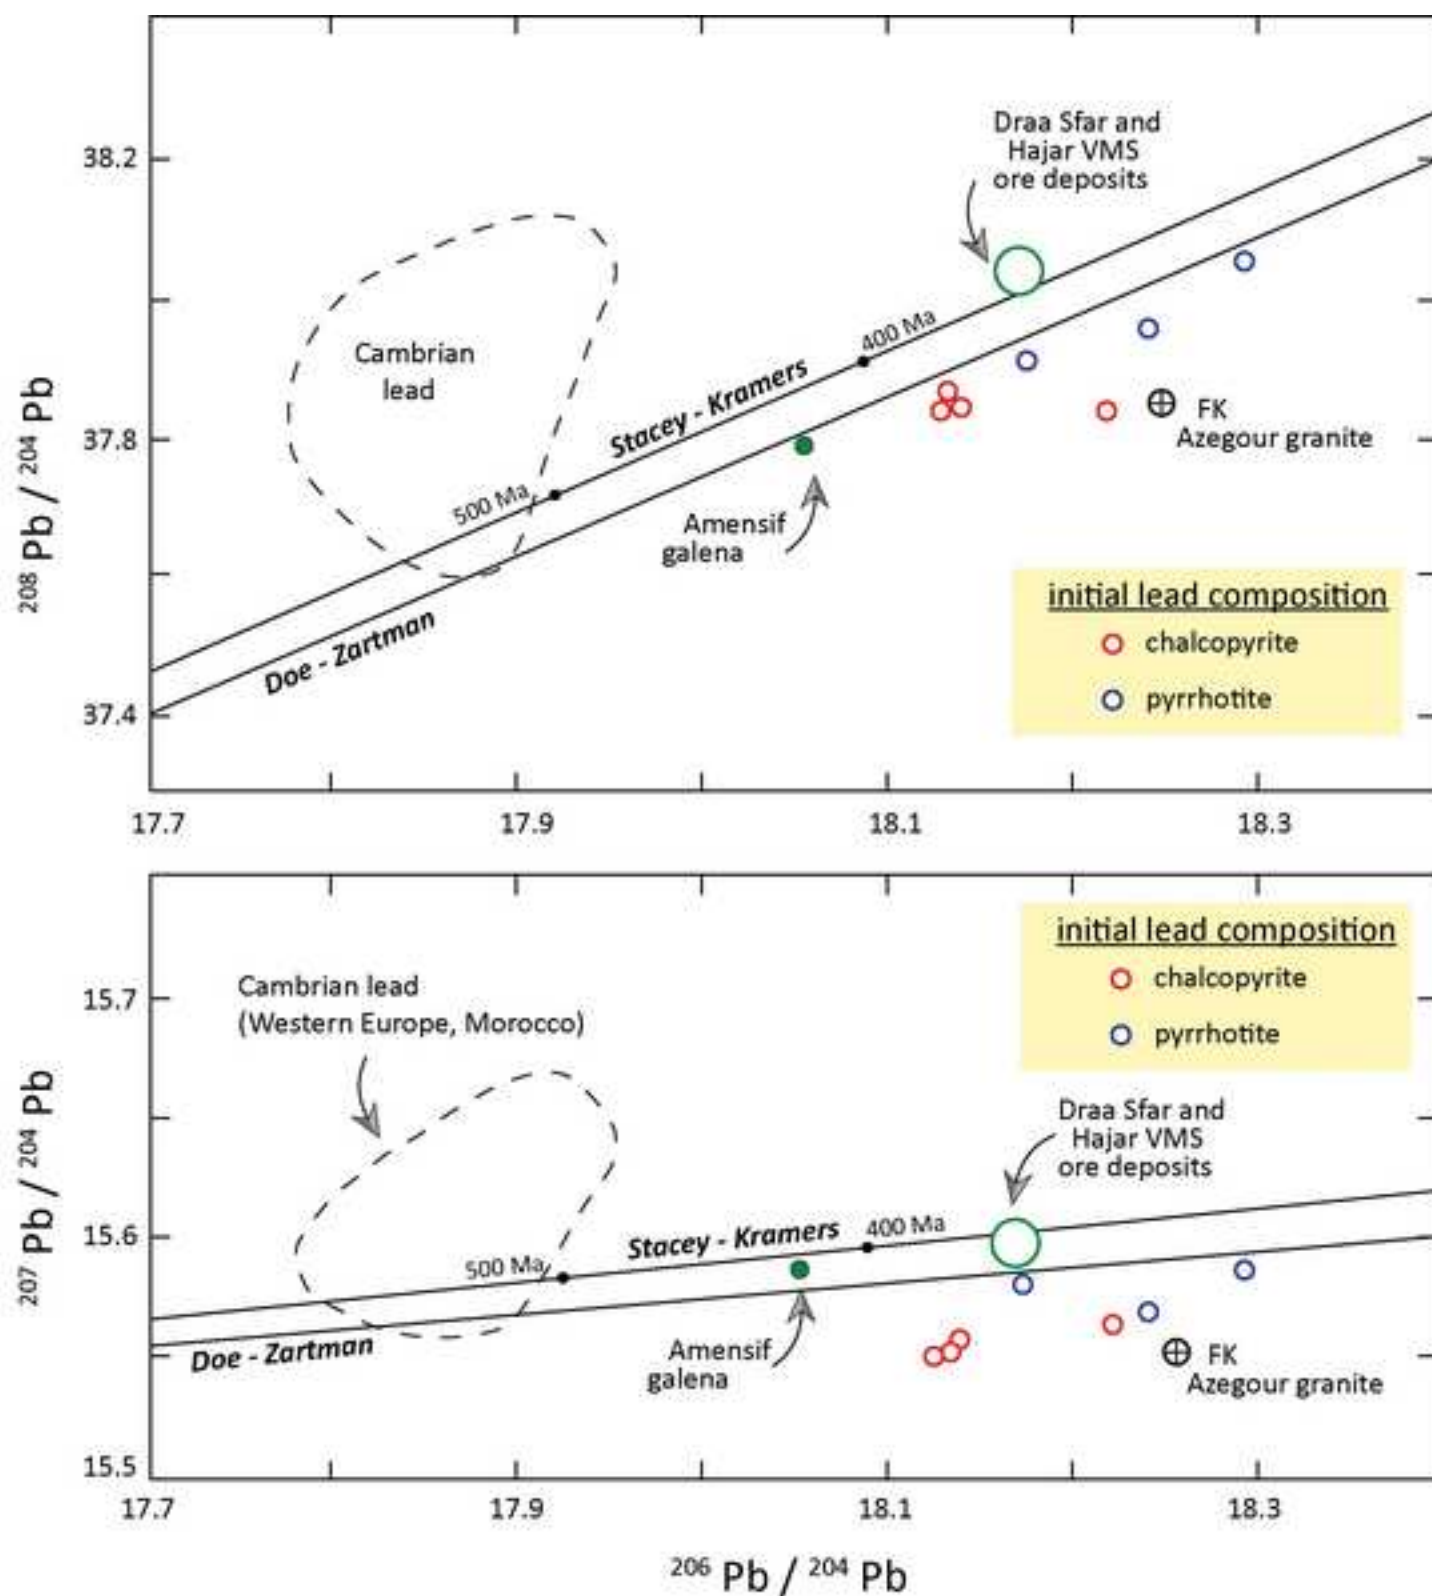 Draa Sfar and
Hajar VMS
ore deposits
38.2
Cambrian
lead
400 Ma
Stacey - Kramers
37.8
FK
Azegour granite
500 Ma
Amensif
galena
208 Pb / 204 Pb
initial lead composition
chalcopyrite
pyrrhotite
Doe - Zartman
37.4
17.7 17.9 18.1 18.3
initial lead composition
chalcopyrite
pyrrhotite
Cambrian lead
(Western Europe, Morocco)
15.7
Draa Sfar and
Hajar VMS
ore deposits
207 Pb / 204 Pb
15.6
Stacey - Kramers
400 Ma
500 Ma
Doe - Zartman
Amensif
galena
FK
Azegour granite
15.5
17.7 17.9 18.1 18.3
206 Pb / 204 Pb